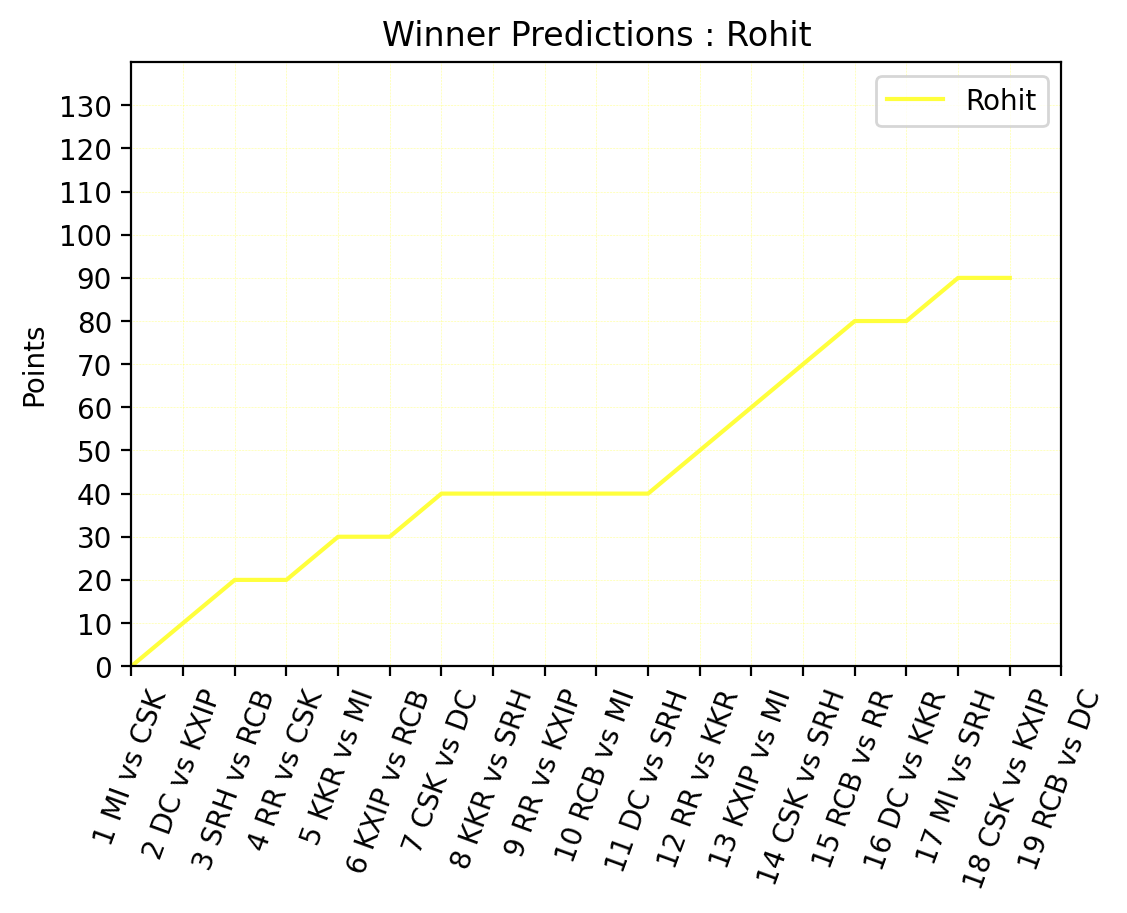 Winner Predictions : Rohit
Rohit
Points
130
120
110
100
90
80
70
60
50
40
30
20
10
0
1 MI vs CSK
2 DC vs KXIP
3 SRH vs RCB
4 RR vs CSK
5 KKR vs MI
6 KXIP vs RCB
7 CSK vs DC
8 KKR vs SRH
9 RR vs KXIP
10 RCB vs MI
11 DC vs SRH
12 RR vs KKR
13 KXIP vs MI
14 CSK vs SRH
15 RCB vs RR
16 DC vs KKR
17 MI vs SRH
18 CSK vs KXIP
19 RCB vs DC